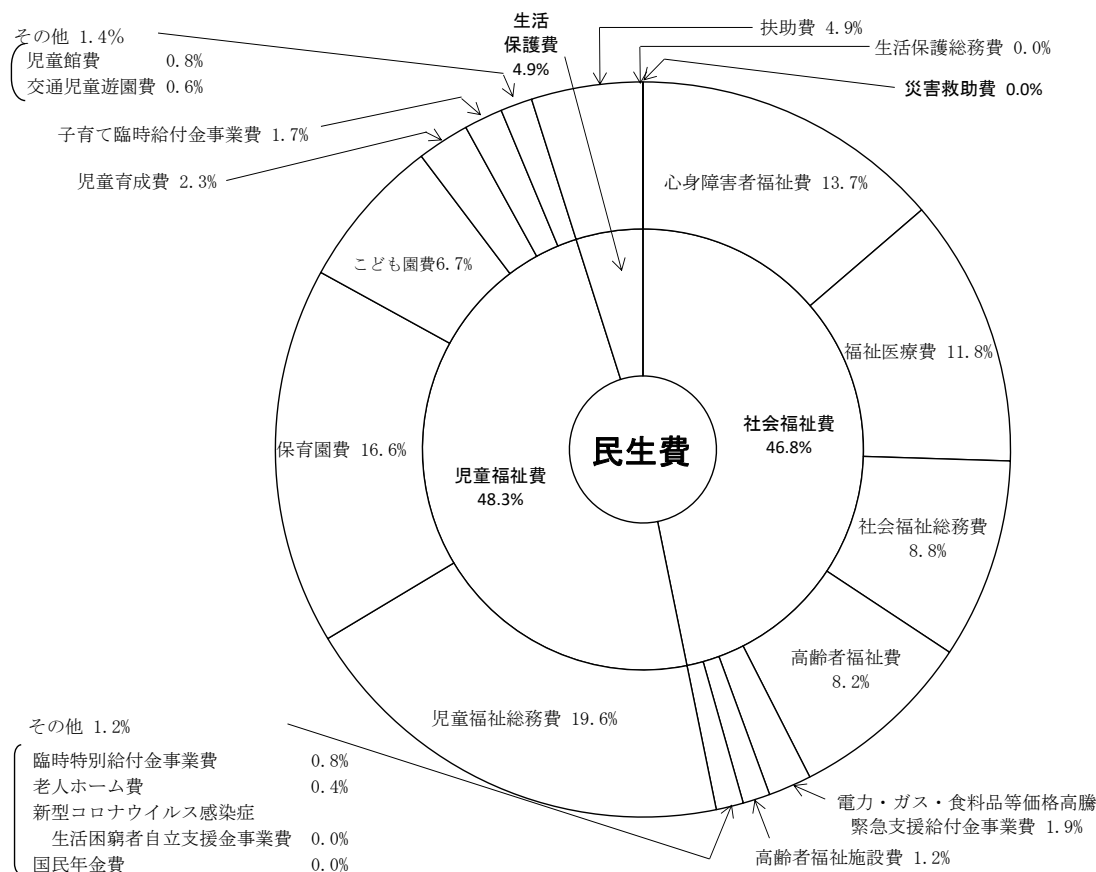 生活
保護費
4.9%
扶助費 4.9%
生活保護総務費 0.0%
災害救助費 0.0%
その他 1.4%
児童館費 0.8%
交通児童遊園費 0.6%
子育て臨時給付金事業費 1.7%
児童育成費 2.3%
心身障害者福祉費 13.7%
こども園費6.7%
福祉医療費 11.8%
保育園費 16.6%
民生費
社会福祉費
46.8%
児童福祉費
48.3%
社会福祉総務費
8.8%
高齢者福祉費
8.2%
児童福祉総務費 19.6%
その他 1.2%
臨時特別給付金事業費 0.8%
老人ホーム費 0.4%
新型コロナウイルス感染症
生活困窮者自立支援金事業費 0.0%
国民年金費 0.0%
電力・ガス・食料品等価格高騰
緊急支援給付金事業費 1.9%
高齢者福祉施設費 1.2%